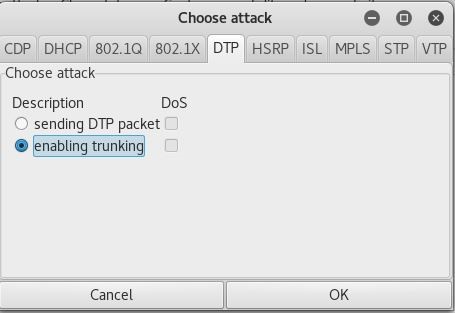 Choose attack
CDP DHCP 802.1Q 802.1X DTP HSRP ISL MPLS STP VTP
Choose attack
Description DoS
sending DTP packet
enabling trunking
Cancel OK